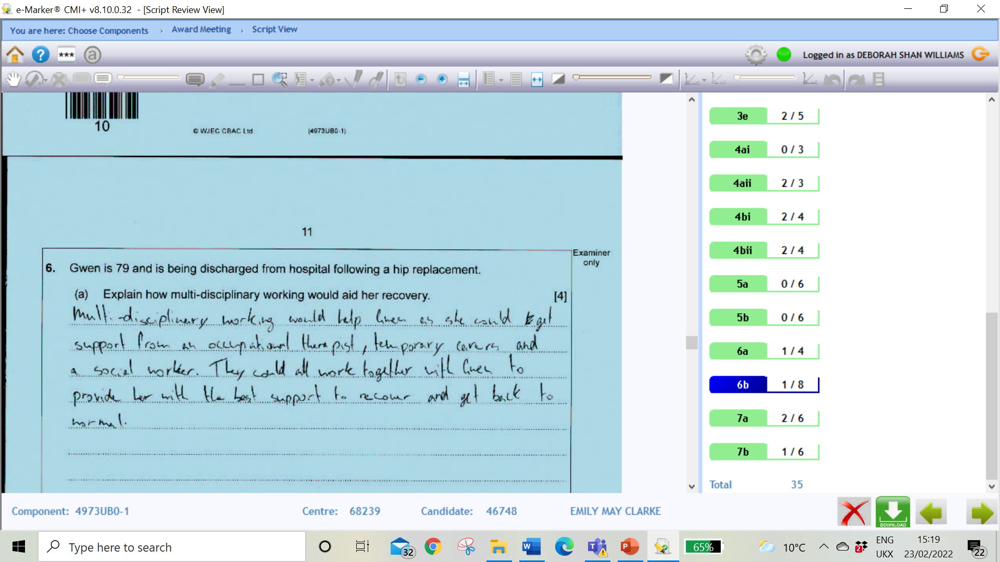 e-Marker® CMI+ v8.10.0.32 - [Script Review View]
You are here: Choose Components › Award Meeting › Script View
? *** a
Logged in as DEBORAH SHAN WILLIAMS
10
© WJEC CBAC Ltd. (4973UB0-1)
11
Examiner
only
6. Gwen is 79 and is being discharged from hospital following a hip replacement.
(a) Explain how multi-disciplinary working would aid her recovery. [4]
Multi-disciplinary working would help Gwen as she could get
support from an occupational therapist, temporary carers and
a social worker. They could all work together with Gwen to
provide her with the best support to recover and get back to
normal.
3e 2 / 5
4ai 0 / 3
4aii 2 / 3
4bi 2 / 4
4bii 2 / 4
5a 0 / 6
5b 0 / 6
6a 1 / 4
6b 1 / 8
7a 2 / 6
7b 1 / 6
Total 35
Component: 4973UB0-1 Centre: 68239 Candidate: 46748 EMILY MAY CLARKE
DOWNLOAD
Type here to search
32
65%
10°C
2
ENG
UKX
15:19
23/02/2022
22